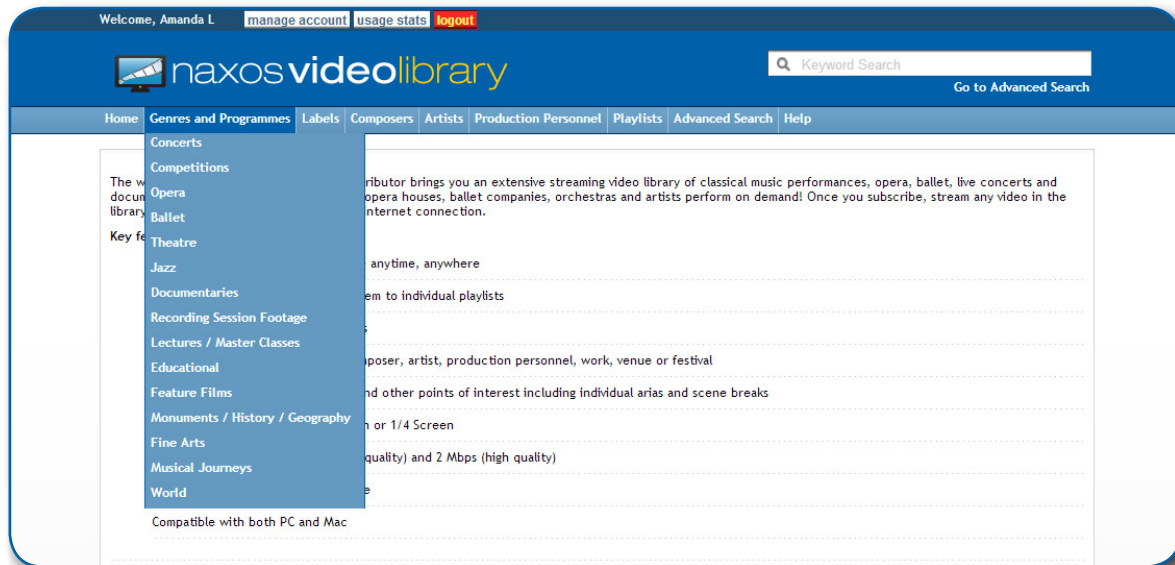 Welcome, Amanda L manage account usage stats logout
naxosvideolibrary
Keyword Search
Go to Advanced Search
Home Genres and Programmes Labels Composers Artists Production Personnel Playlists Advanced Search Help
Concerts
Competitions
Opera
Ballet
Theatre
Jazz
Documentaries
Recording Session Footage
Lectures / Master Classes
Educational
Feature Films
Monuments / History / Geography
Fine Arts
Musical Journeys
World
The w
ributor brings you an extensive streaming video library of classical music performances, opera, ballet, live concerts and
docum
opera houses, ballet companies, orchestras and artists perform on demand! Once you subscribe, stream any video in the
library
nternet connection.
Key fe
anytime, anywhere
em to individual playlists
s
poser, artist, production personnel, work, venue or festival
nd other points of interest including individual arias and scene breaks
or 1/4 Screen
quality) and 2 Mbps (high quality)
e
Compatible with both PC and Mac